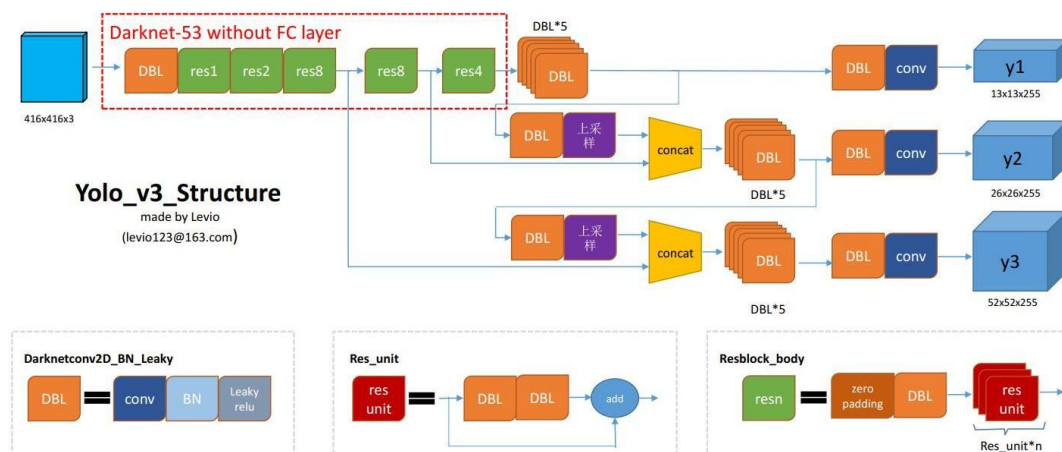 Darknet-53 without FC layer
DBL*5
DBL
res1
res2
res8
res8
res4
DBL
DBL
conv
y1
416x416x3
13x13x255
DBL
上采
样
concat
DBL
DBL
conv
y2
DBL*5
26x26x255
Yolo_v3_Structure
made by Levio
(levio123@163.com)
DBL
上采
样
concat
DBL
DBL
conv
y3
DBL*5
52x52x255
Darknetconv2D_BN_Leaky
DBL
conv
BN
Leaky
relu
Res_unit
res
unit
DBL
DBL
add
Resblock_body
resn
zero
padding
DBL
res
unit
Res_unit*n